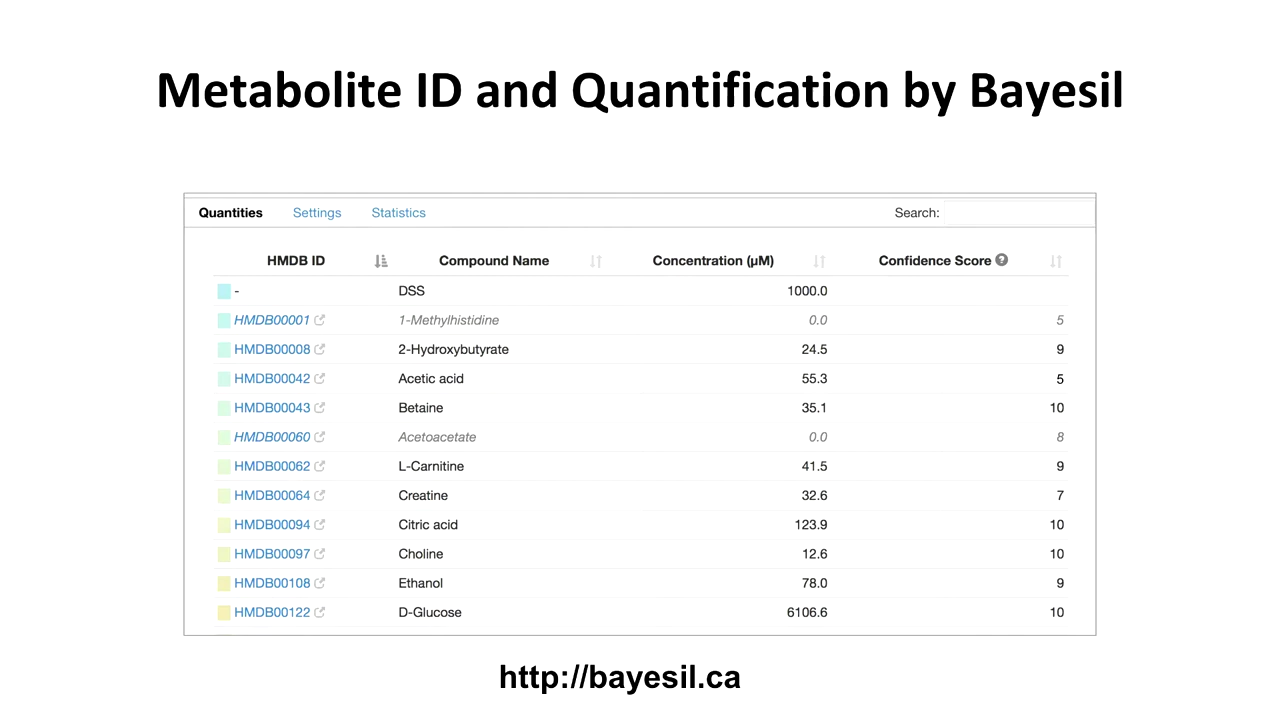 Metabolite ID and Quantification by Bayesil
Quantities Settings Statistics Search:
HMDB ID Compound Name Concentration (µM) Confidence Score ?
- DSS 1000.0
HMDB00001 1-Methylhistidine 0.0 5
HMDB00008 2-Hydroxybutyrate 24.5 9
HMDB00042 Acetic acid 55.3 5
HMDB00043 Betaine 35.1 10
HMDB00060 Acetoacetate 0.0 8
HMDB00062 L-Carnitine 41.5 9
HMDB00064 Creatine 32.6 7
HMDB00094 Citric acid 123.9 10
HMDB00097 Choline 12.6 10
HMDB00108 Ethanol 78.0 9
HMDB00122 D-Glucose 6106.6 10
http://bayesil.ca